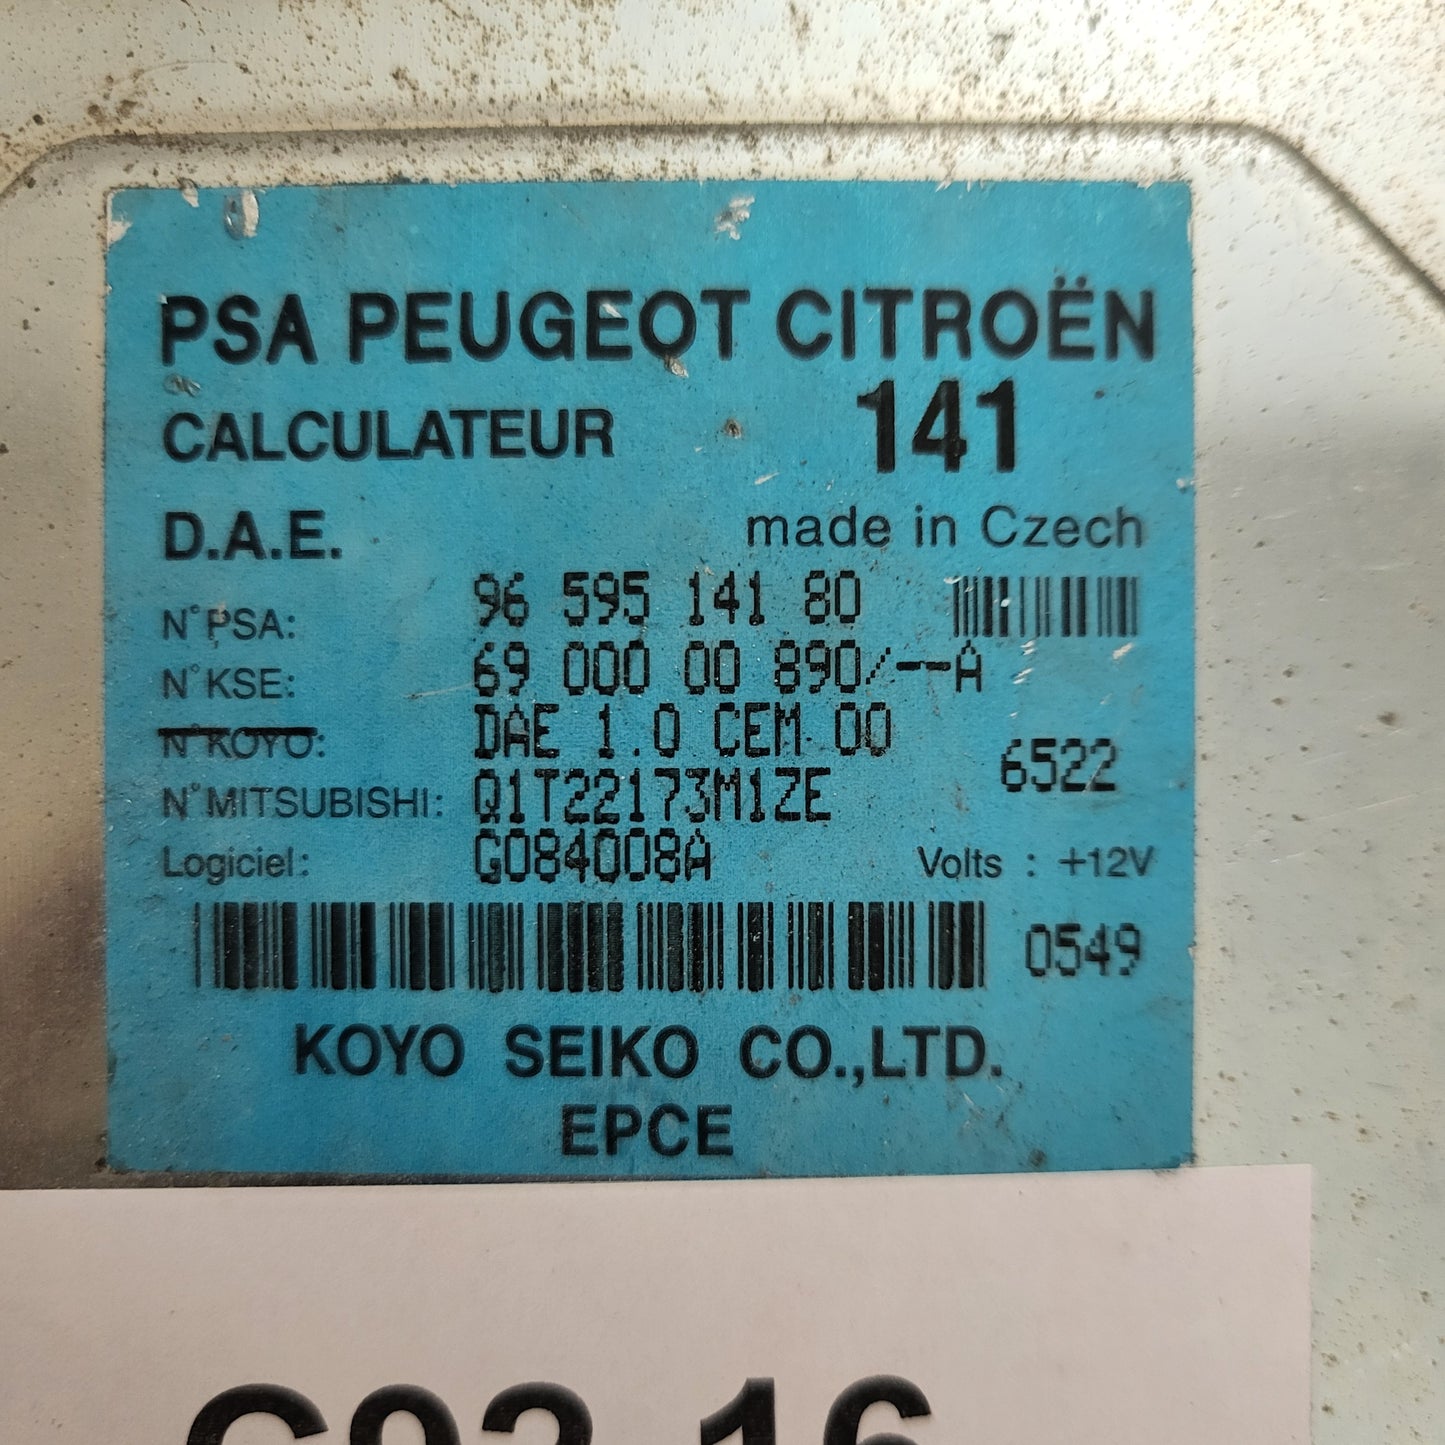 PSA PEUGEOT CITROËN
CALCULATEUR 141
D.A.E. made in Czech
N°PSA: 96 595 141 80
N°KSE: 69 000 00 890/--A
N°KOYO: DAE 1.0 CEM 00
6522
N°MITSUBISHI: Q1T22173M1ZE
Logiciel: G084008A Volts : +12V
0549
KOYO SEIKO CO.,LTD.
EPCE